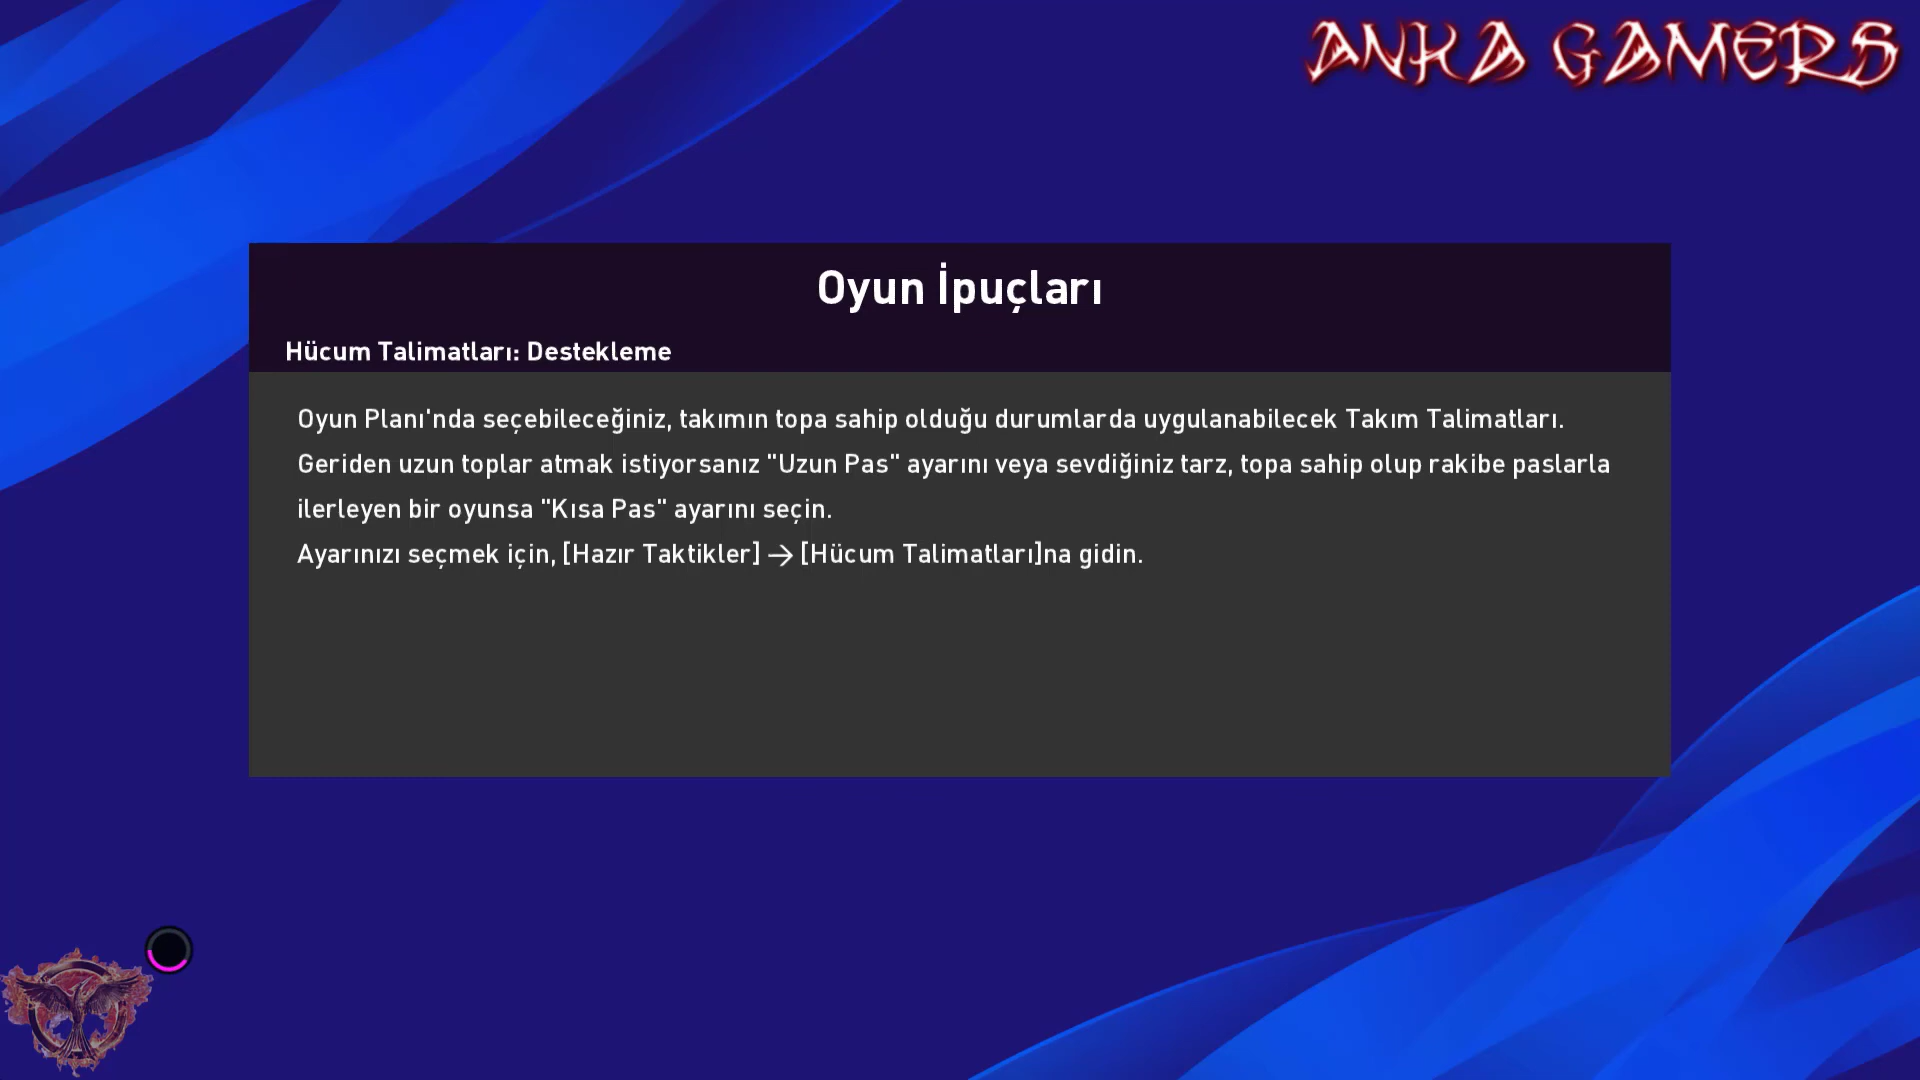 ANKA GAMERS
Oyun İpuçları
Hücum Talimatları: Destekleme
Oyun Planı'nda seçebileceğiniz, takımın topa sahip olduğu durumlarda uygulanabilecek Takım Talimatları.
Geriden uzun toplar atmak istiyorsanız "Uzun Pas" ayarını veya sevdiğiniz tarz, topa sahip olup rakibe paslarla
ilerleyen bir oyunsa "Kısa Pas" ayarını seçin.
Ayarınızı seçmek için, [Hazır Taktikler] → [Hücum Talimatları]na gidin.